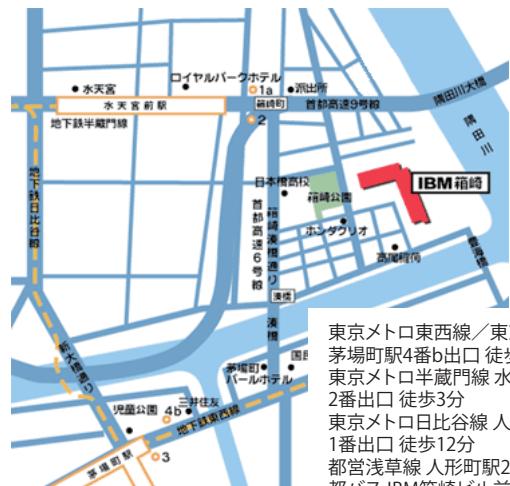 水天宮
ロイヤルパークホテル
1a
派出所
水天宮前駅
箱崎町
首都高速9号線
隅田川大橋
隅田川
地下鉄半蔵門線
2
地下鉄日比谷線
日本橋高校
箱崎公園
IBM箱崎
首都高速6号線
箱崎湊橋通り
ホンダクリオ
高尾稲荷
豊海橋
湊橋
湊橋
新大橋通り
茅場町
パールホテル
国民
児童公園
4b
三井住友
地下鉄東西線
茅場町駅
3
東京メトロ東西線／東
茅場町駅4番b出口 徒
東京メトロ半蔵門線 水
2番出口 徒歩3分
東京メトロ日比谷線 人
1番出口 徒歩12分
都営浅草線 人形町駅2